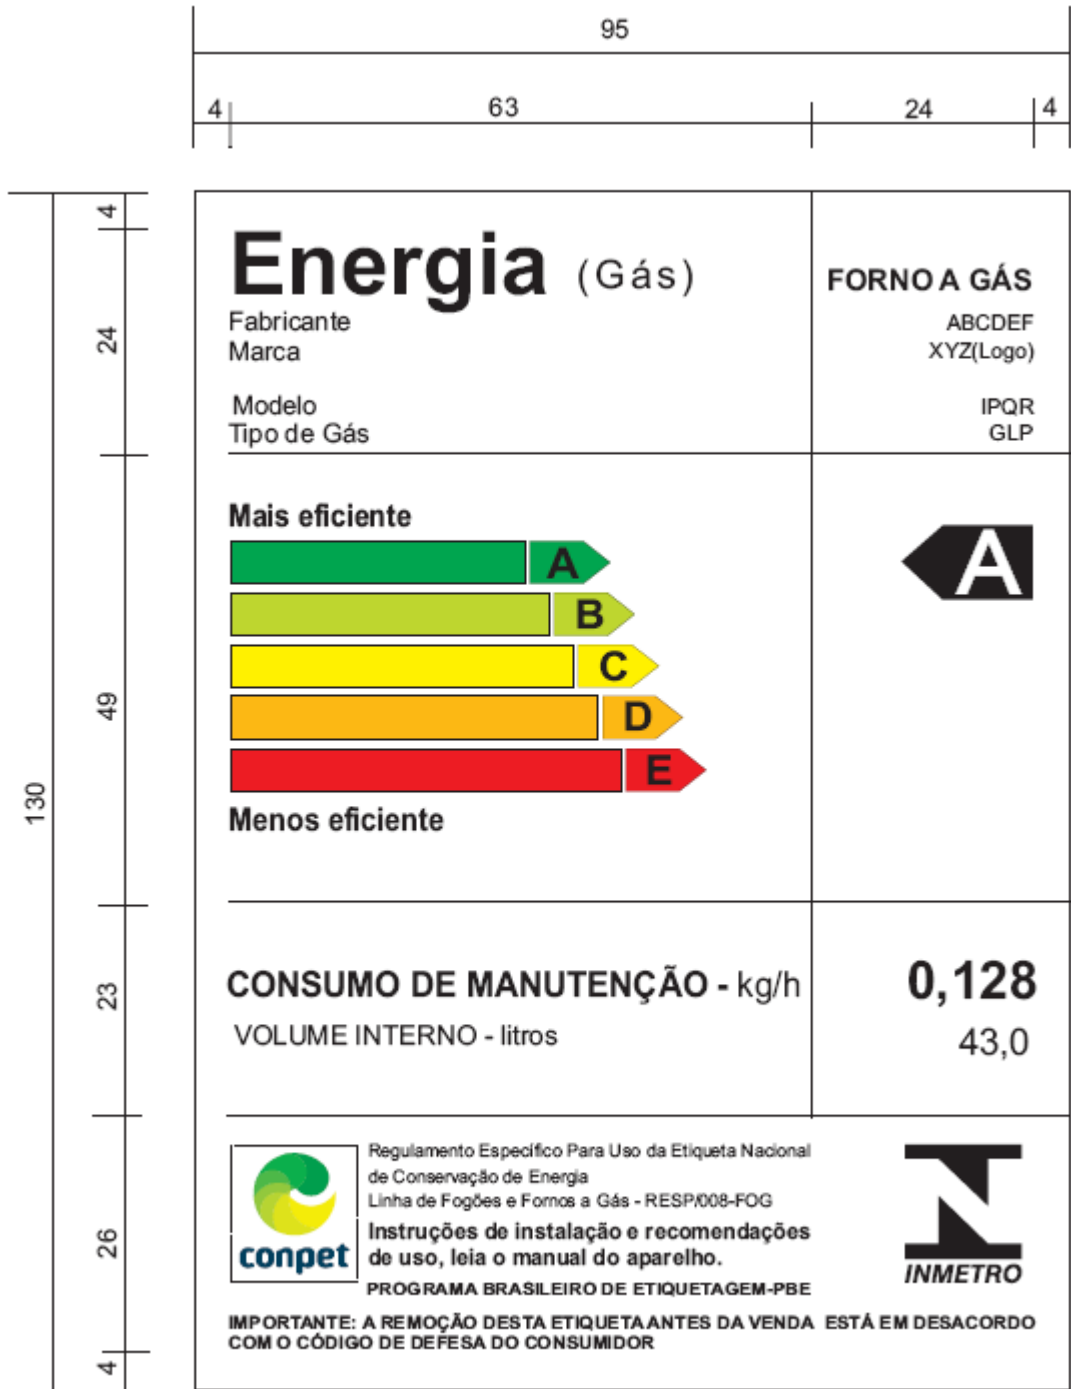 95
4 63 24 4
4
24
49
130
23
26
4
Energia (Gás)
FORNO A GÁS
Fabricante ABCDEF
Marca XYZ(Logo)
Modelo IPQR
Tipo de Gás GLP
Mais eficiente
A A
B
C
D
E
Menos eficiente
CONSUMO DE MANUTENÇÃO - kg/h 0,128
VOLUME INTERNO - litros 43,0
Regulamento Específico Para Uso da Etiqueta Nacional
de Conservação de Energia
Linha de Fogões e Fornos a Gás - RESP/008-FOG
Instruções de instalação e recomendações
de uso, leia o manual do aparelho.
PROGRAMA BRASILEIRO DE ETIQUETAGEM-PBE
conpet
INMETRO
IMPORTANTE: A REMOÇÃO DESTA ETIQUETA ANTES DA VENDA ESTÁ EM DESACORDO
COM O CÓDIGO DE DEFESA DO CONSUMIDOR